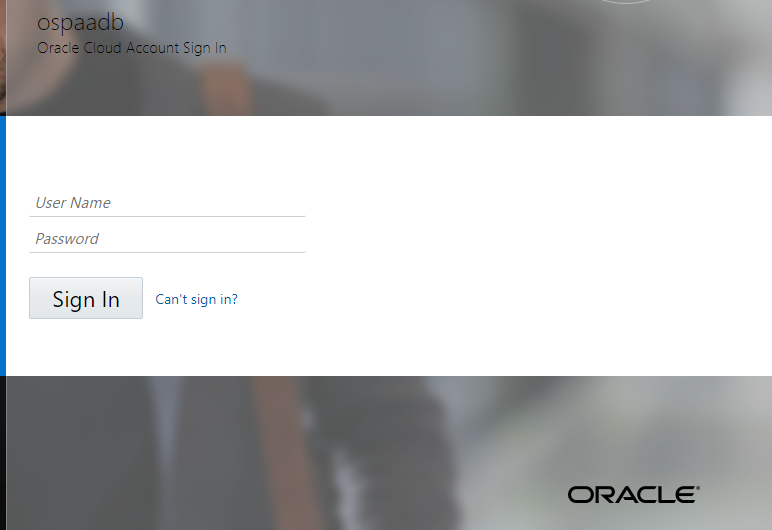 ospaadb
Oracle Cloud Account Sign In
User Name
Password
Sign In
Can't sign in?
ORACLE®